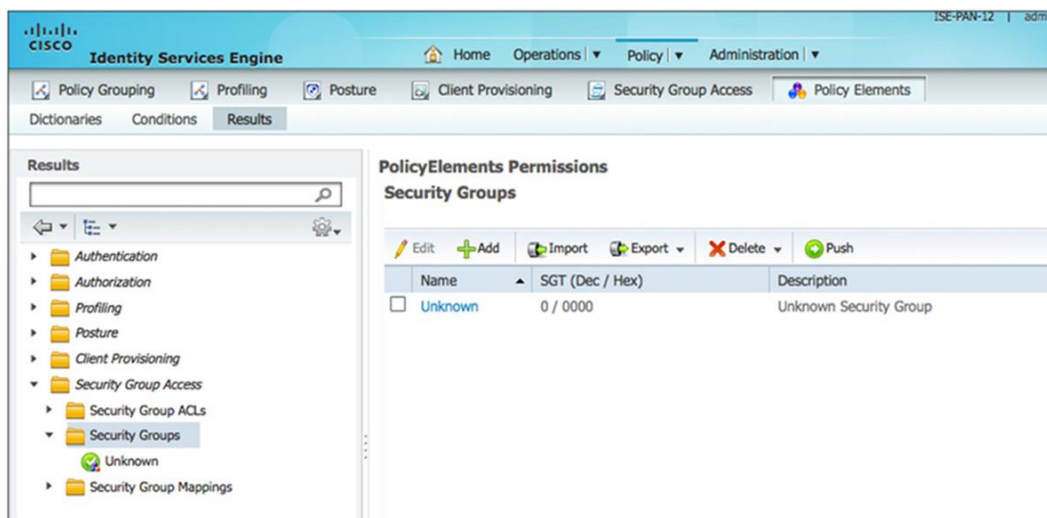 ISE-PAN-12 | adm
CISCO
Identity Services Engine
Home Operations | ▼ Policy | ▼ Administration | ▼
Policy Grouping Profiling Posture Client Provisioning Security Group Access Policy Elements
Dictionaries Conditions Results
Results
Authentication
Authorization
Profiling
Posture
Client Provisioning
Security Group Access
Security Group ACLs
Security Groups
Unknown
Security Group Mappings
PolicyElements Permissions
Security Groups
Edit Add Import Export Delete Push
Name SGT (Dec / Hex) Description
Unknown 0 / 0000 Unknown Security Group